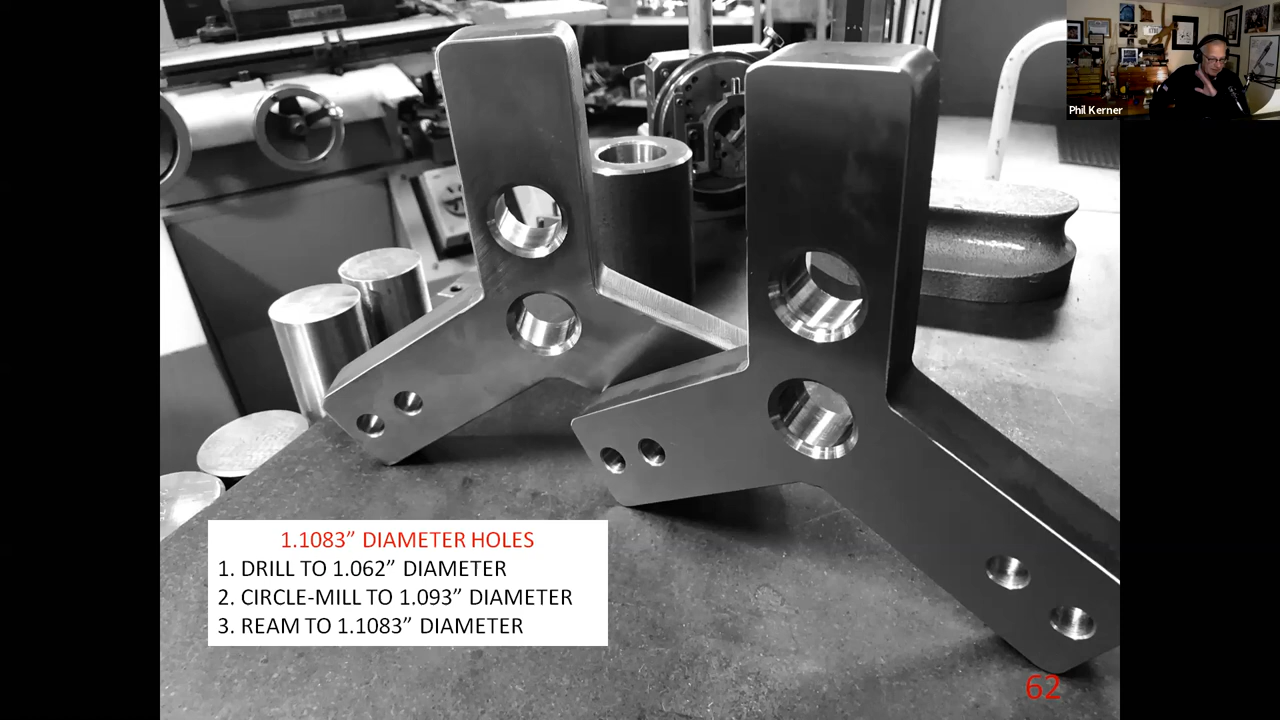 Phil Kerner
1.1083” DIAMETER HOLES
1. DRILL TO 1.062” DIAMETER
2. CIRCLE-MILL TO 1.093” DIAMETER
3. REAM TO 1.1083” DIAMETER
62